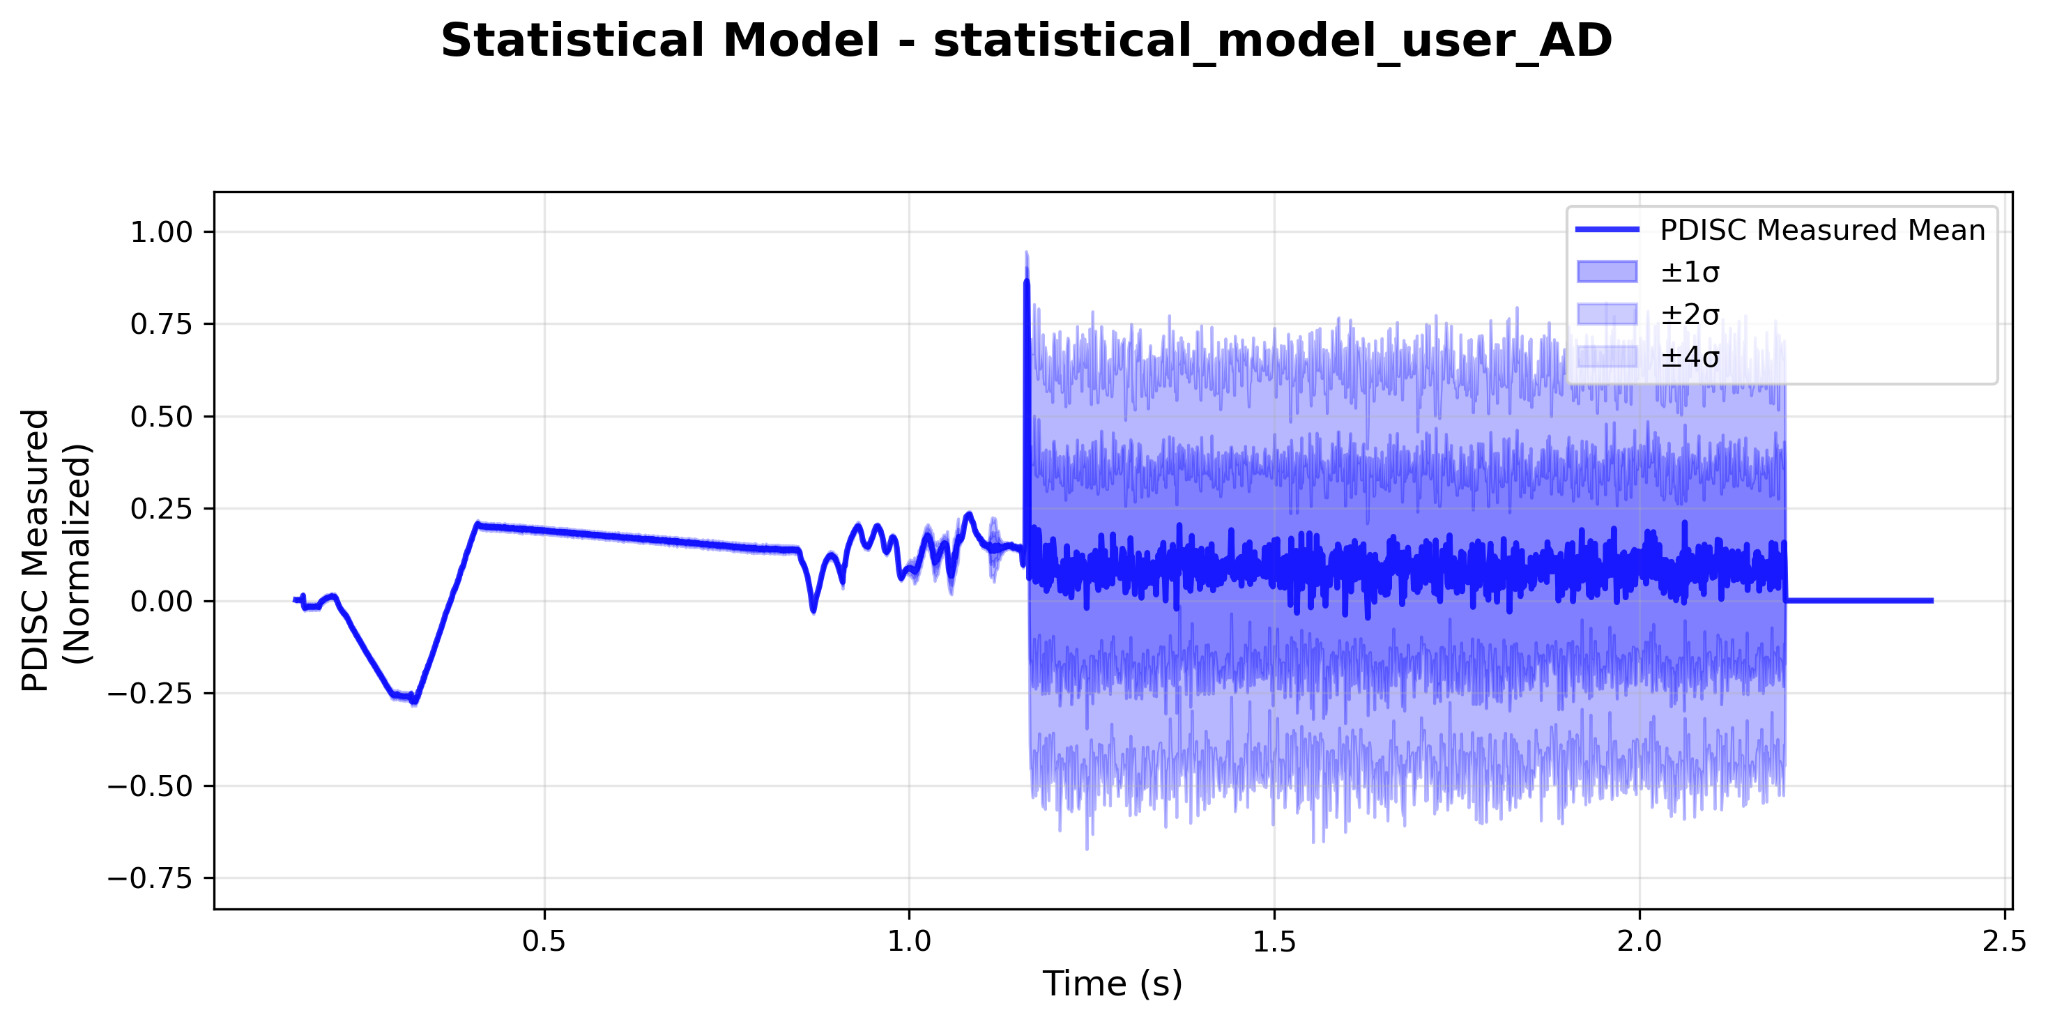 Statistical Model - statistical_model_user_AD
PDISC Measured
(Normalized)
1.00
0.75
0.50
0.25
0.00
−0.25
−0.50
−0.75
PDISC Measured Mean
±1σ
±2σ
±4σ
0.5
1.0
1.5
2.0
2.5
Time (s)